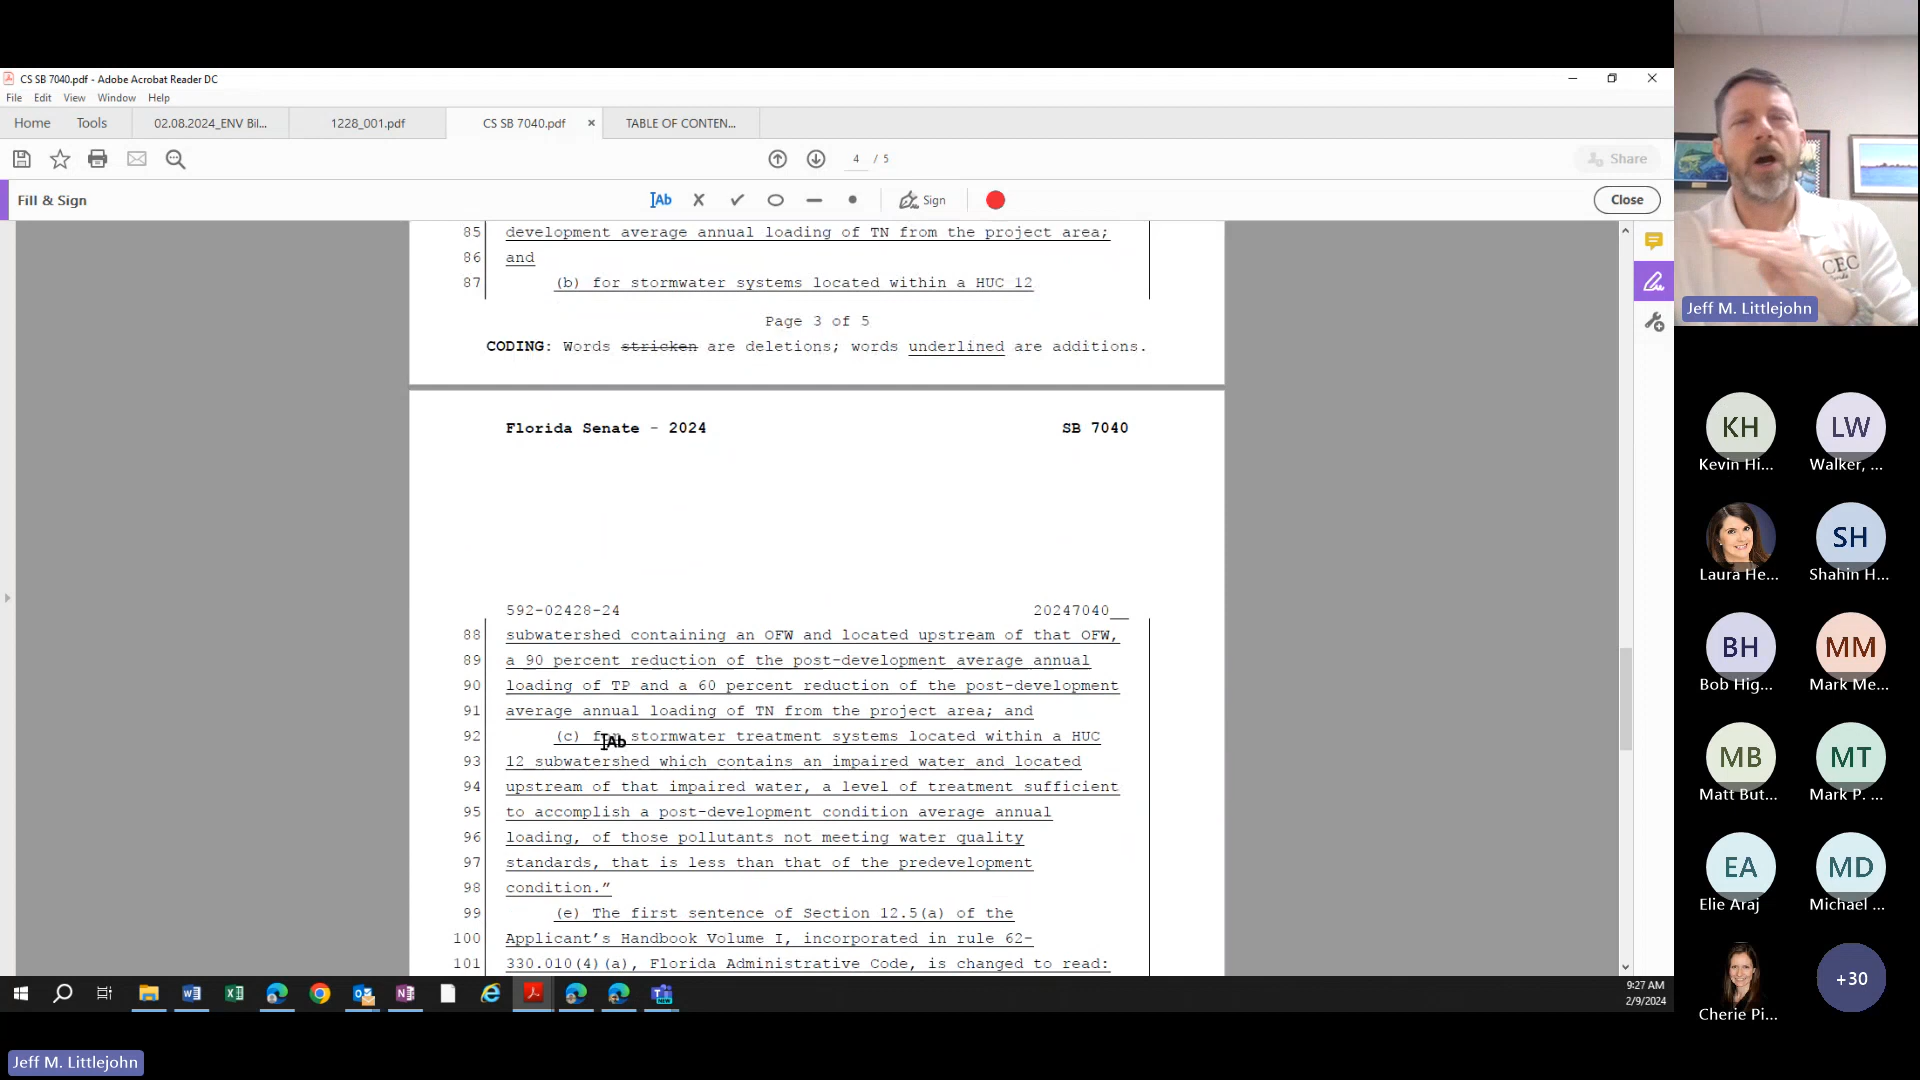 CS SB 7040.pdf - Adobe Acrobat Reader DC
File Edit View Window Help
Home Tools 02.08.2024_ENV Bil... 1228_001.pdf CS SB 7040.pdf × TABLE OF CONTEN...
4 / 5
Share
Fill & Sign
Ab
Sign
Close
85 development average annual loading of TN from the project area;
86 and
87 (b) for stormwater systems located within a HUC 12
Page 3 of 5
CODING: Words stricken are deletions; words underlined are additions.
Florida Senate - 2024 SB 7040
592-02428-24 20247040__
88 subwatershed containing an OFW and located upstream of that OFW,
89 a 90 percent reduction of the post-development average annual
90 loading of TP and a 60 percent reduction of the post-development
91 average annual loading of TN from the project area; and
92 (c) for stormwater treatment systems located within a HUC
93 12 subwatershed which contains an impaired water and located
94 upstream of that impaired water, a level of treatment sufficient
95 to accomplish a post-development condition average annual
96 loading, of those pollutants not meeting water quality
97 standards, that is less than that of the predevelopment
98 condition.”
99 (e) The first sentence of Section 12.5(a) of the
100 Applicant’s Handbook Volume I, incorporated in rule 62-
101 330.010(4)(a), Florida Administrative Code, is changed to read:
Ab
9:27 AM
2/9/2024
Jeff M. Littlejohn
CEC
Jeff M. Littlejohn
KH LW
Kevin Hi... Walker, ...
SH
Laura He... Shahin H...
BH MM
Bob Hig... Mark Me...
MB MT
Matt But... Mark P. ...
EA MD
Elie Araj Michael ...
+30
Cherie Pi...